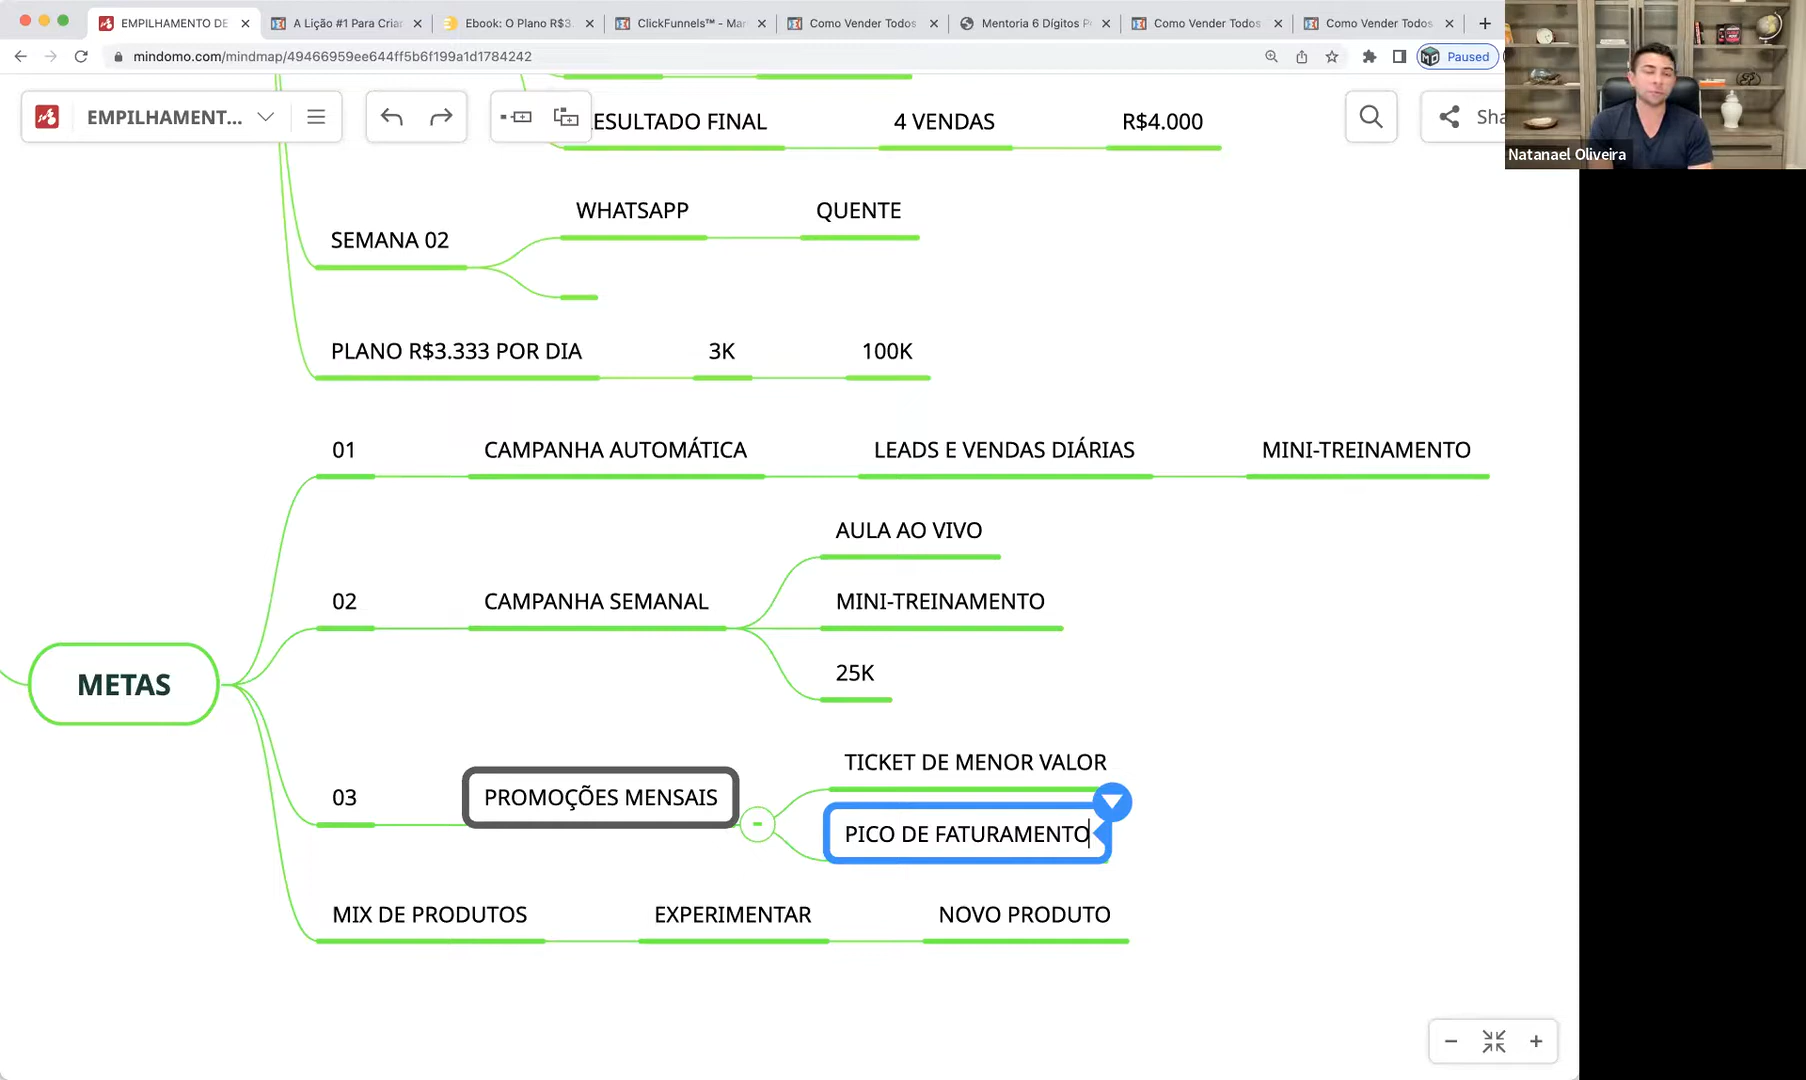 EMPILHAMENTO DE
A Lição #1 Para Criar
Ebook: O Plano R$3.
ClickFunnels™ - Mar
Como Vender Todos
Mentoria 6 Dígitos P
Como Vender Todos
Como Vender Todos
mindomo.com/mindmap/49466959ee644ff5b6f199a1d1784242
Paused
EMPILHAMENT...
Sha
Natanael Oliveira
ESULTADO FINAL
4 VENDAS
R$4.000
SEMANA 02
WHATSAPP
QUENTE
PLANO R$3.333 POR DIA
3K
100K
METAS
01
CAMPANHA AUTOMÁTICA
LEADS E VENDAS DIÁRIAS
MINI-TREINAMENTO
02
CAMPANHA SEMANAL
AULA AO VIVO
MINI-TREINAMENTO
25K
03
PROMOÇÕES MENSAIS
TICKET DE MENOR VALOR
PICO DE FATURAMENTO
MIX DE PRODUTOS
EXPERIMENTAR
NOVO PRODUTO